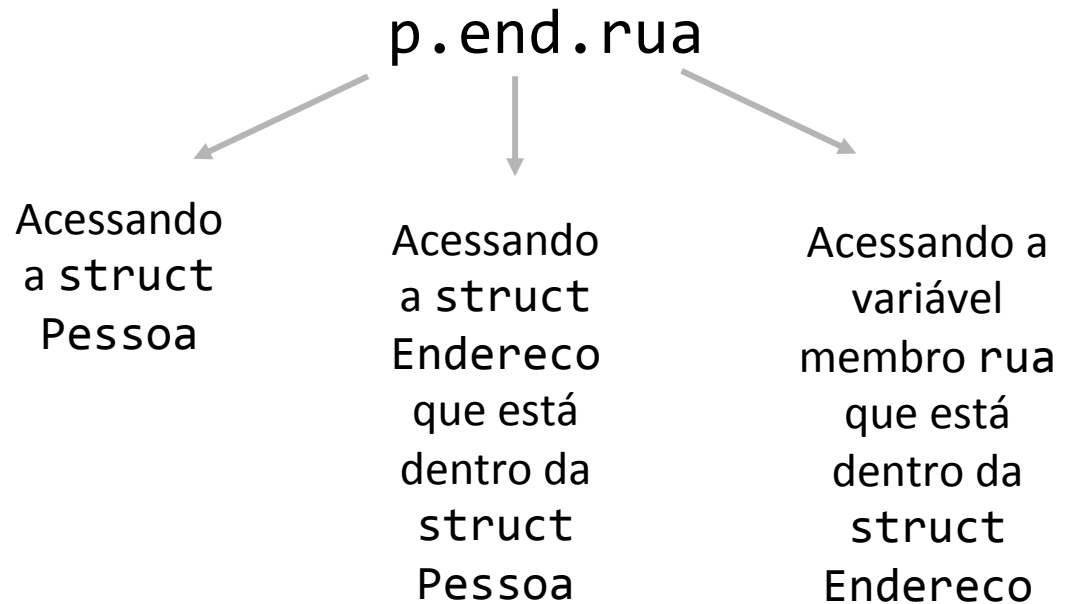 p.end.rua
Acessando
a struct
Pessoa
Acessando
a struct
Endereco
que está
dentro da
struct
Pessoa
Acessando a
variável
membro rua
que está
dentro da
struct
Endereco